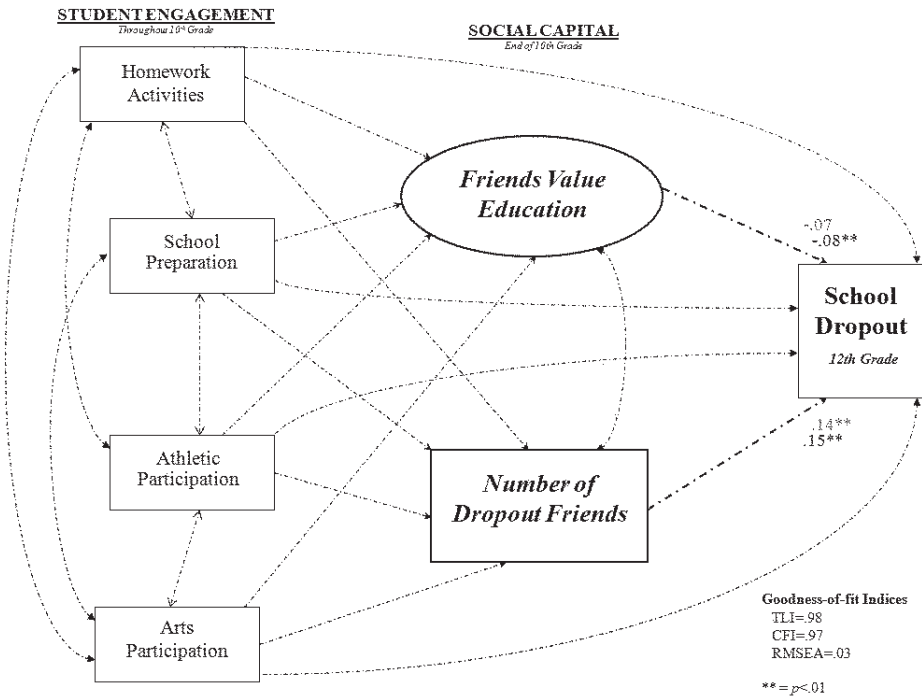 STUDENT ENGAGEMENT
Throughout 10th Grade
SOCIAL CAPITAL
End of 10th Grade
Homework
Activities
Friends Value
Education
School
Preparation
-.07
-.08**
School
Dropout
12th Grade
.14**
.15**
Athletic
Participation
Number of
Dropout Friends
Arts
Participation
Goodness-of-fit Indices
TLI=.98
CFI=.97
RMSEA=.03
** = p<.01